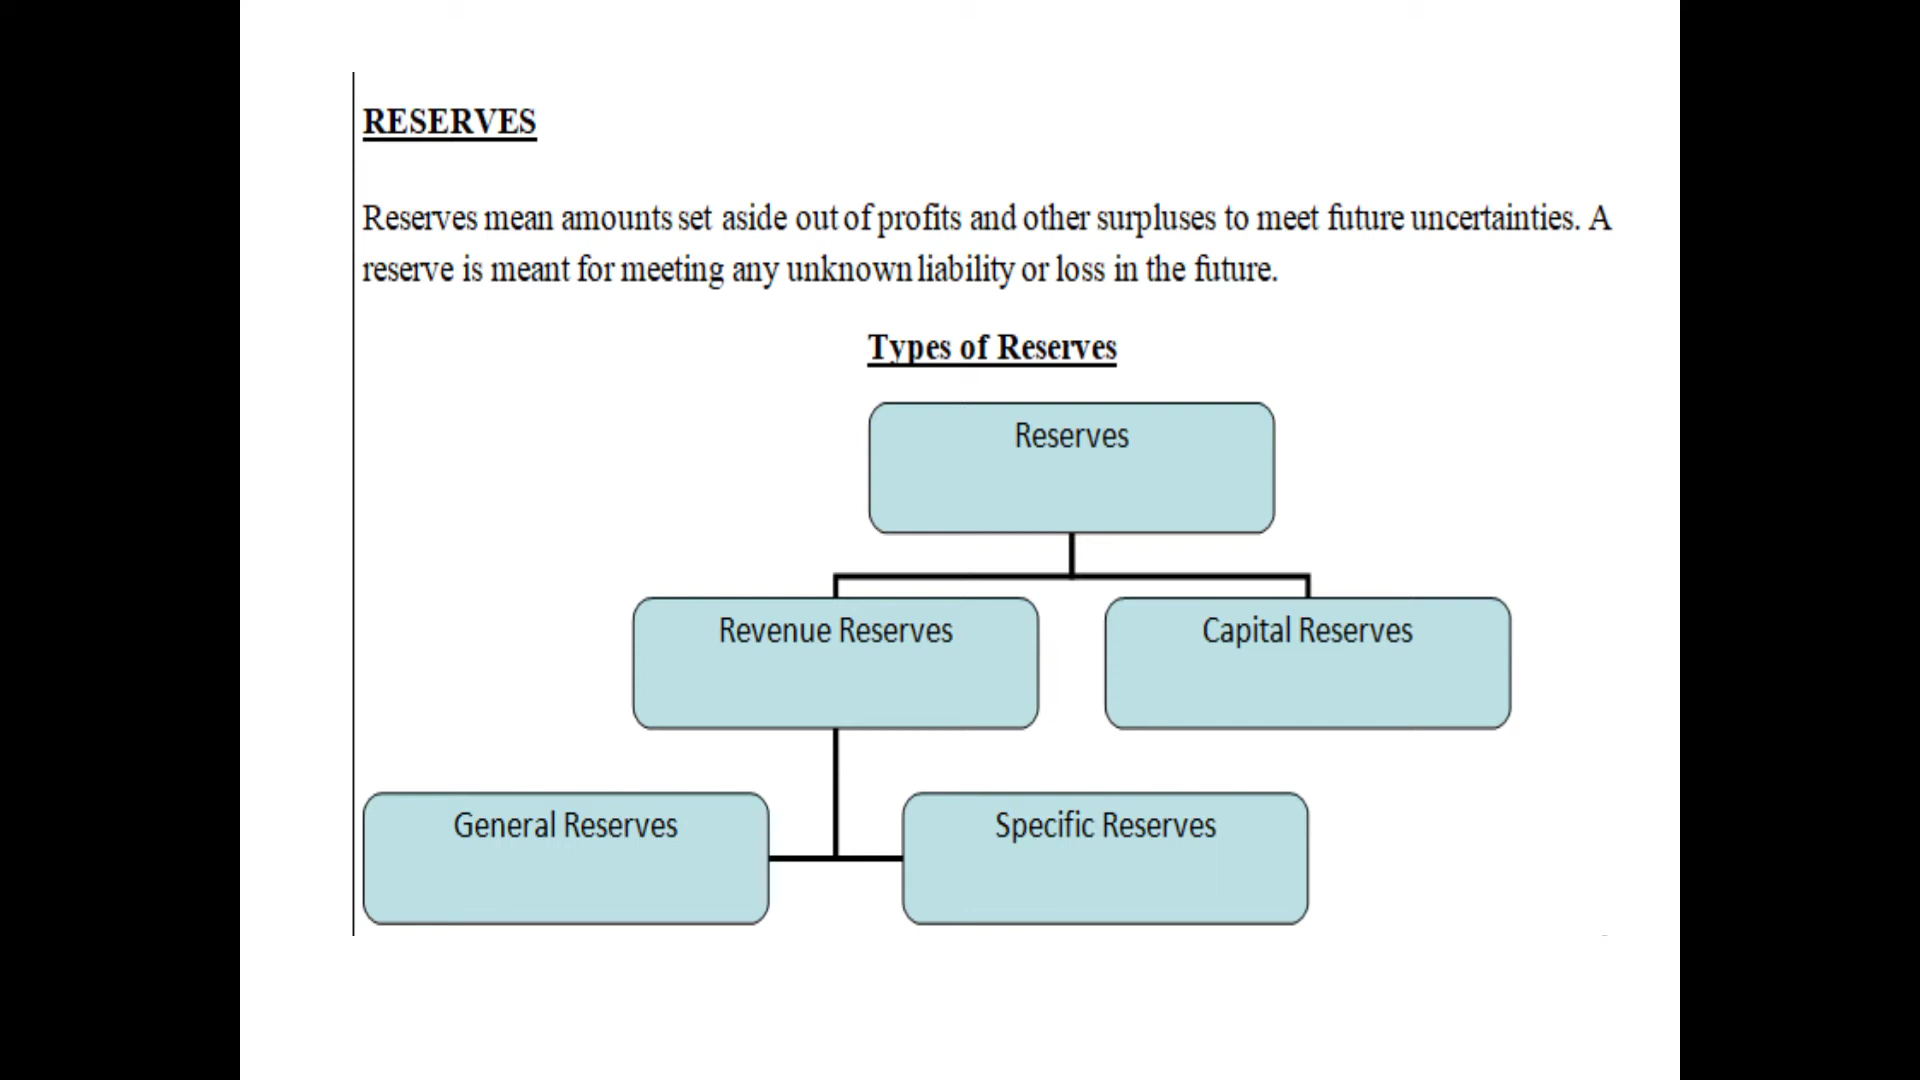 RESERVES
Reserves mean amounts set aside out of profits and other surpluses to meet future uncertainties. A
reserve is meant for meeting any unknown liability or loss in the future.
Types of Reserves
Reserves
Revenue Reserves
Capital Reserves
General Reserves
Specific Reserves